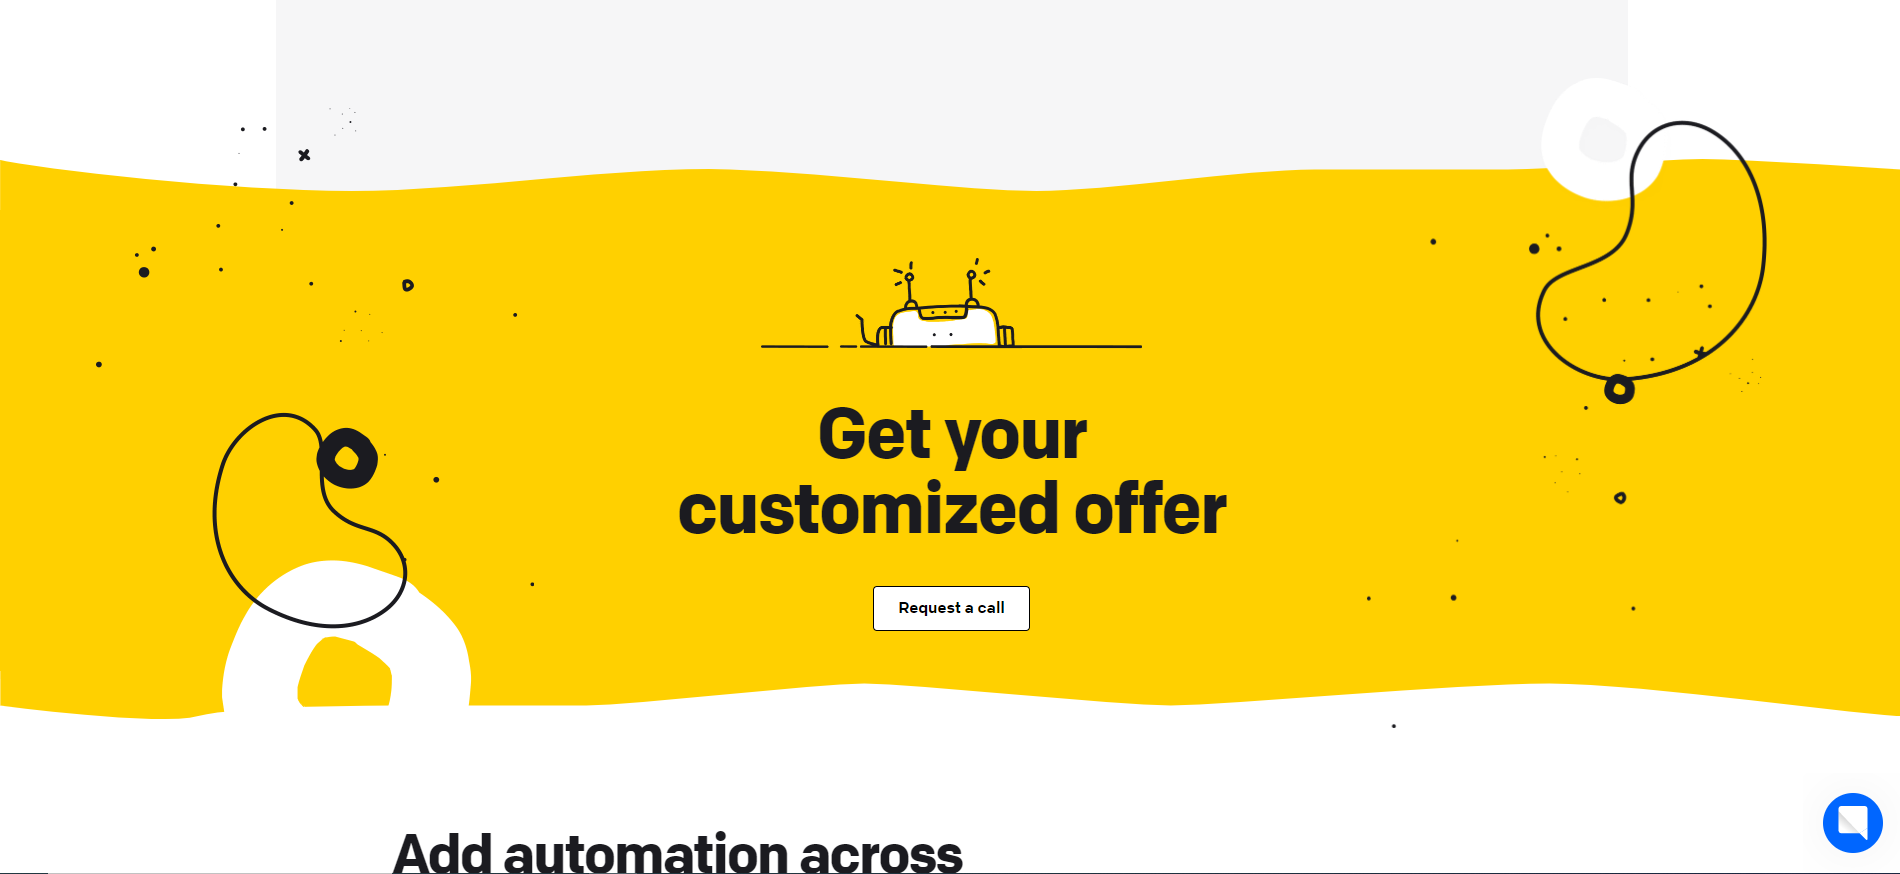 Get your
customized offer
Request a call
Add automation across